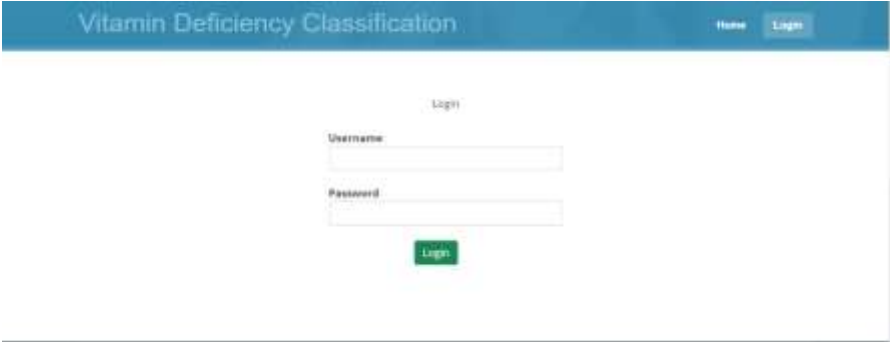 Vitamin Deficiency Classification
Home Login
Login
Username
Password
Login